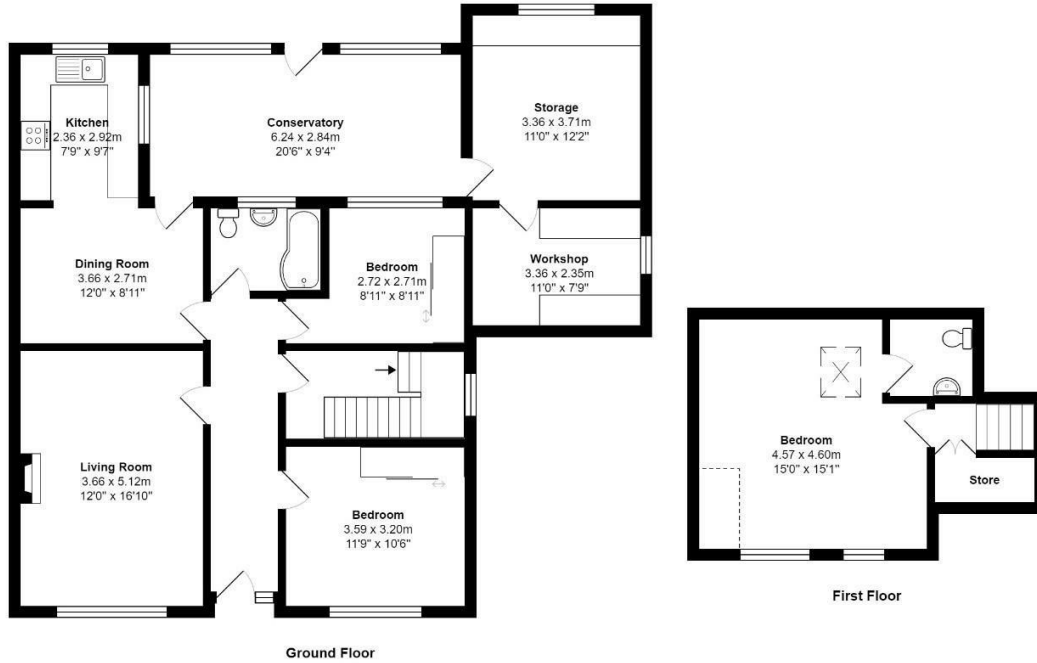 Kitchen
2.36 x 2.92m
7'9" x 9'7"
Conservatory
6.24 x 2.84m
20'6" x 9'4"
Storage
3.36 x 3.71m
11'0" x 12'2"
Dining Room
3.66 x 2.71m
12'0" x 8'11"
Bedroom
2.72 x 2.71m
8'11" x 8'11"
Workshop
3.36 x 2.35m
11'0" x 7'9"
Living Room
3.66 x 5.12m
12'0" x 16'10"
Bedroom
3.59 x 3.20m
11'9" x 10'6"
Ground Floor
Bedroom
4.57 x 4.60m
15'0" x 15'1"
Store
First Floor